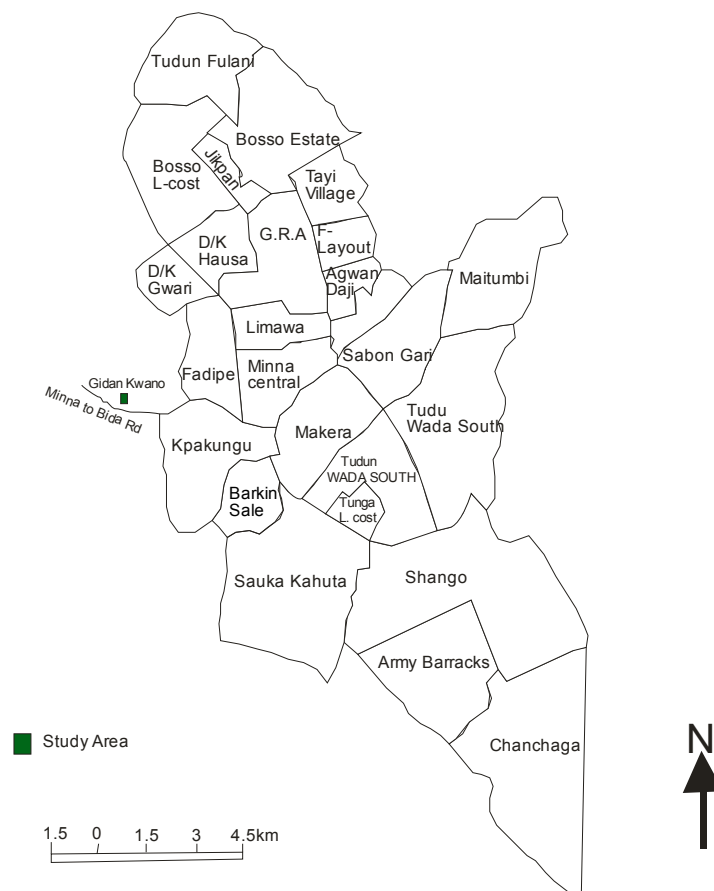 Tudun Fulani
Bosso Estate
Bosso
L-cost
Jikpan
Tayi
Village
G.R.A
F-
Layout
D/K
Hausa
D/K
Gwari
Agwan
Daji
Maitumbi
Limawa
Sabon Gari
Fadipe
Minna
central
Gidan Kwano
Minna to Bida Rd
Tudu
Wada South
Kpakungu
Makera
Tudun
WADA SOUTH
Barkin
Sale
Tunga
L. cost
Sauka Kahuta
Shango
Army Barracks
Chanchaga
Study Area
N
1.5 0 1.5 3 4.5km